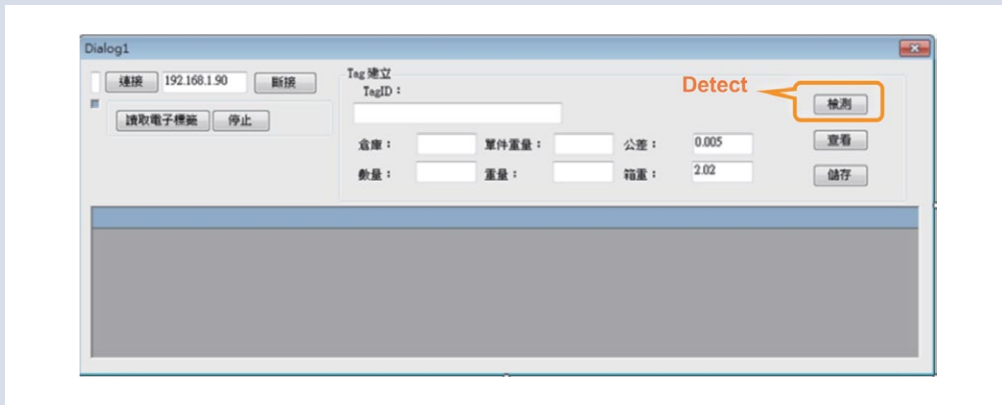 Dialog1
連接 192.168.1.90 斷接
讀取電子標籤 停止
Tag 建立
TagID：
Detect
檢測
倉庫： 單件重量： 公差： 0.005 查看
數量： 重量： 箱重： 2.02 儲存